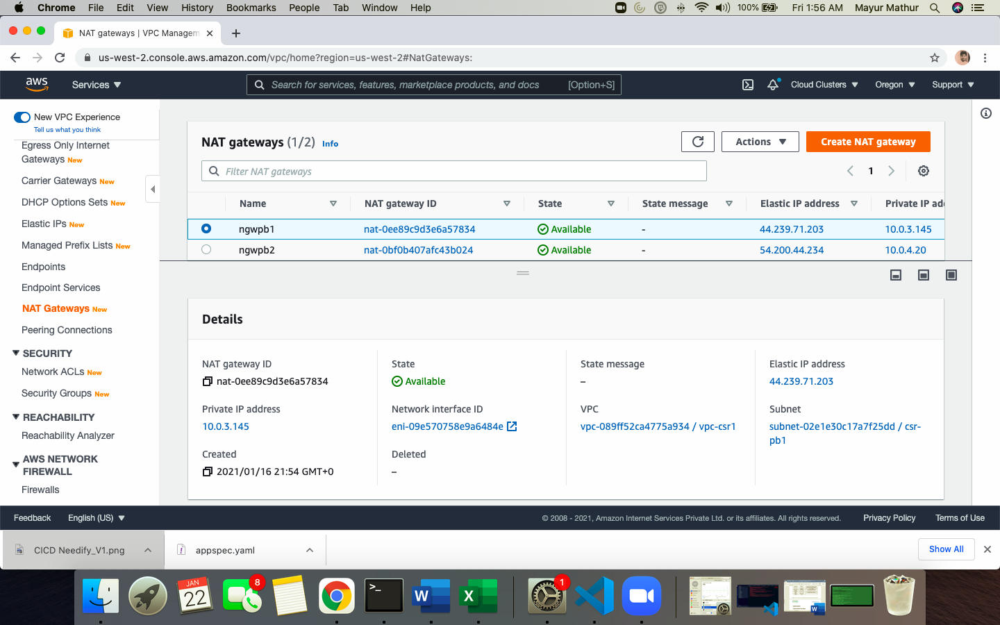 Chrome File Edit View History Bookmarks People Tab Window Help 100% Fri 1:56 AM Mayur Mathur
NAT gateways | VPC Managem
us-west-2.console.aws.amazon.com/vpc/home?region=us-west-2#NatGateways:
aws Services Search for services, features, marketplace products, and docs [Option+S] Cloud Clusters Oregon Support
New VPC Experience
Tell us what you think
Egress Only Internet
Gateways New
Carrier Gateways New
DHCP Options Sets New
Elastic IPs New
Managed Prefix Lists New
Endpoints
Endpoint Services
NAT Gateways New
Peering Connections
SECURITY
Network ACLs New
Security Groups New
REACHABILITY
Reachability Analyzer
AWS NETWORK
FIREWALL
Firewalls
NAT gateways (1/2) Info
Actions Create NAT gateway
Filter NAT gateways 1
Name NAT gateway ID State State message Elastic IP address Private IP add
ngwpb1 nat-0ee89c9d3e6a57834 Available - 44.239.71.203 10.0.3.145
ngwpb2 nat-0bf0b407afc43b024 Available - 54.200.44.234 10.0.4.20
Details
NAT gateway ID State State message Elastic IP address
nat-0ee89c9d3e6a57834 Available – 44.239.71.203
Private IP address Network interface ID VPC Subnet
10.0.3.145 eni-09e570758e9a6484e vpc-089ff52ca4775a934 / vpc-csr1 subnet-02e1e30c17a7f25dd / csr-
pb1
Created Deleted
2021/01/16 21:54 GMT+0 –
Feedback English (US) © 2008 - 2021, Amazon Internet Services Private Ltd. or its affiliates. All rights reserved. Privacy Policy Terms of Use
CICD Needify_V1.png appspec.yaml Show All
JAN
22
8
>_
W
X
1